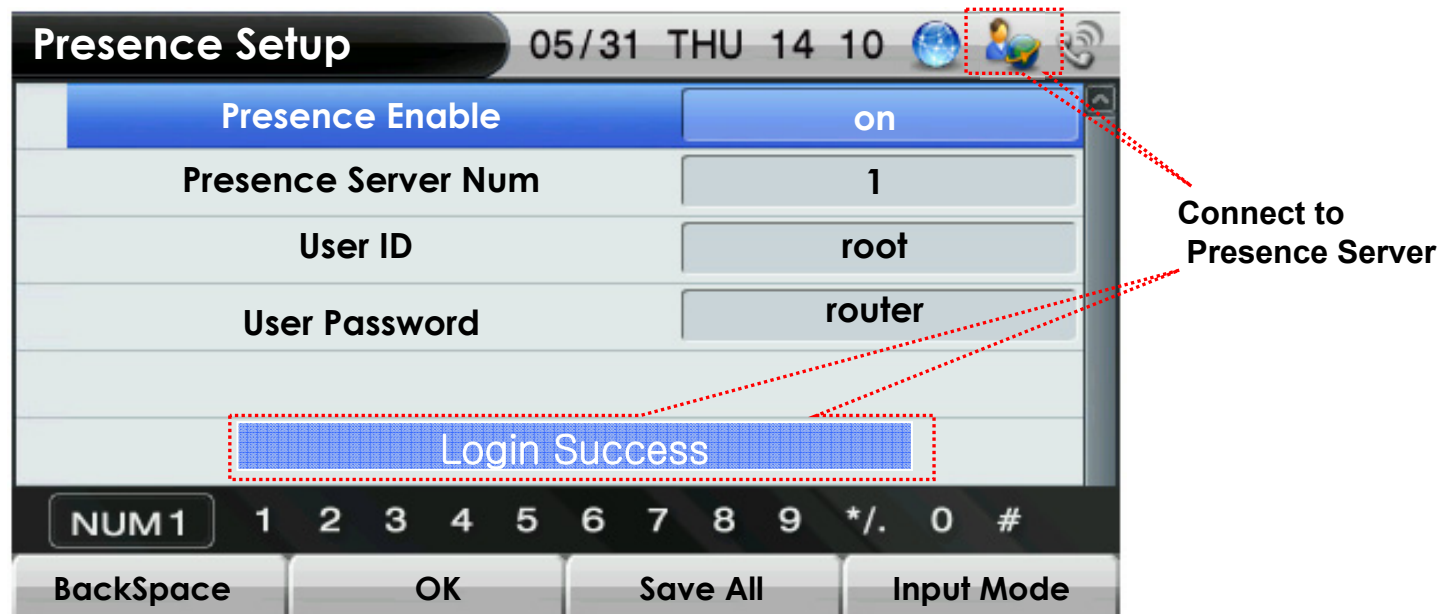 Presence Setup 05/31 THU 14 10
Presence Enable on
Presence Server Num 1
User ID root
User Password router
Login Success
NUM 1 1 2 3 4 5 6 7 8 9 */. 0 #
BackSpace OK Save All Input Mode
Connect to
Presence Server